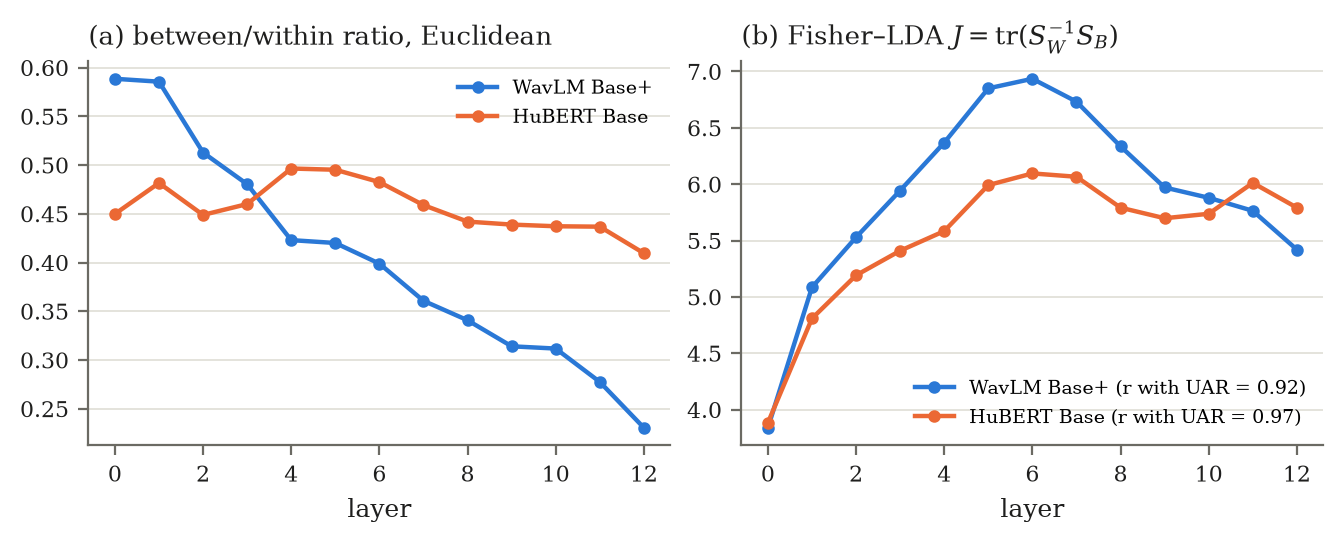 (a) between/within ratio, Euclidean
0.60
0.55
0.50
0.45
0.40
0.35
0.30
0.25
0 2 4 6 8 10 12
layer
WavLM Base+
HuBERT Base
(b) Fisher–LDA J = tr(S_W^{-1} S_B)
7.0
6.5
6.0
5.5
5.0
4.5
4.0
0 2 4 6 8 10 12
layer
WavLM Base+ (r with UAR = 0.92)
HuBERT Base (r with UAR = 0.97)